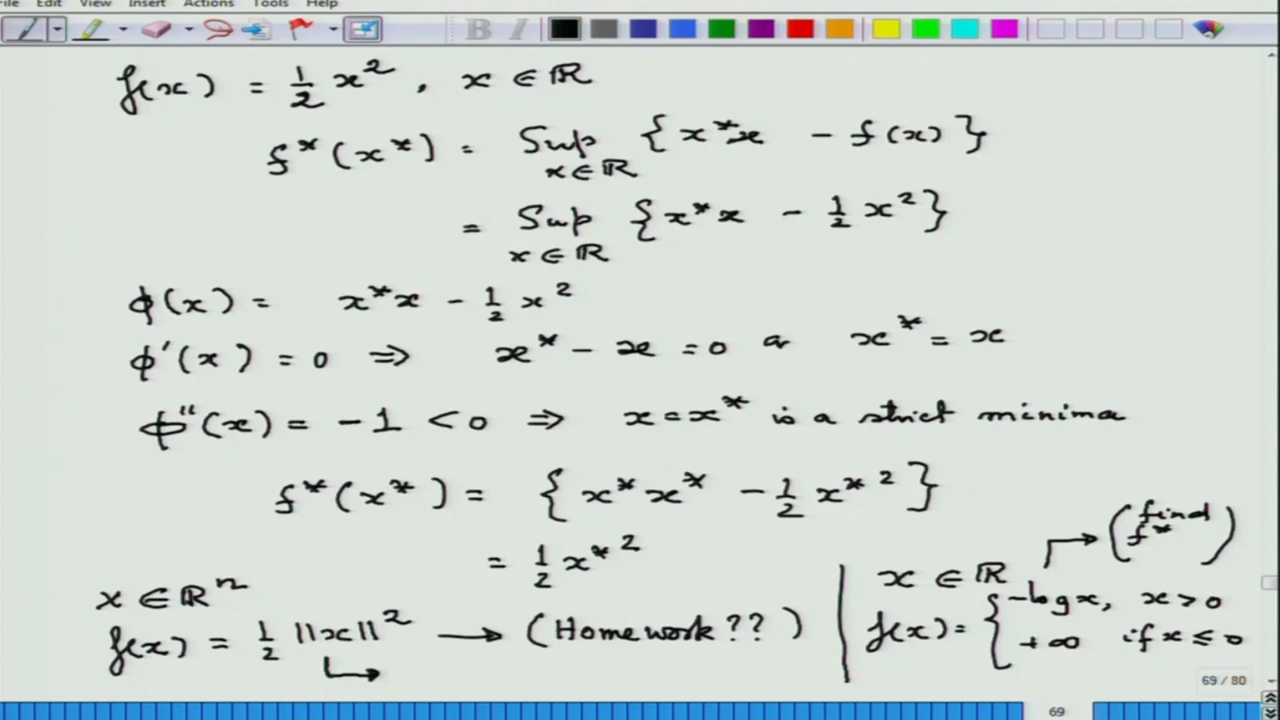 File Edit View Insert Actions Tools Help
f(x) = 1/2 x², x ∈ ℝ
f*(x*) = Sup {x*x - f(x)}
x∈ℝ
= Sup {x*x - 1/2 x²}
x∈ℝ
ϕ(x) = x*x - 1/2 x²
ϕ'(x) = 0 ⇒ x* - x = 0 or x* = x
ϕ"(x) = -1 < 0 ⇒ x = x* is a strict minima
f*(x*) = {x*x* - 1/2 x*²}
= 1/2 x*²
x ∈ ℝⁿ
f(x) = 1/2 ||x||² → (Homework??)
(find
f*)
x ∈ ℝ
f(x) = { -log x, x > 0
+∞ if x ≤ 0
69 / 80
69